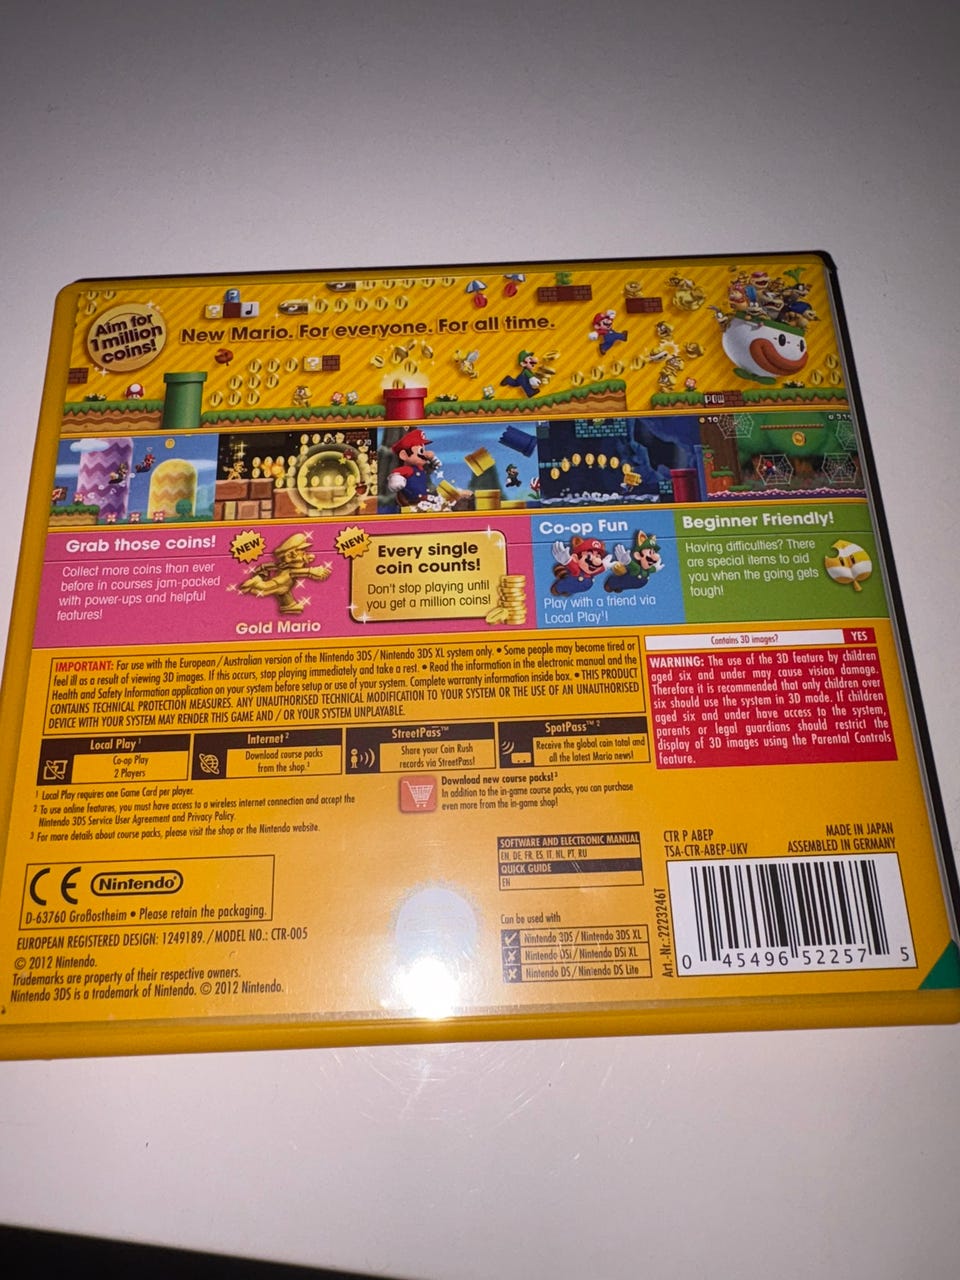 Aim for
1 million
coins!
New Mario. For everyone. For all time.
POW
Grab those coins!
Collect more coins than ever
before in courses jam-packed
with power-ups and helpful
features!
NEW
Gold Mario
NEW
Every single
coin counts!
Don't stop playing until
you get a million coins!
Co-op Fun
Play with a friend via
Local Play¹!
Beginner Friendly!
Having difficulties? There
are special items to aid
you when the going gets
tough!
IMPORTANT: For use with the European / Australian version of the Nintendo 3DS / Nintendo 3DS XL system only. • Some people may become tired or
feel ill as a result of viewing 3D images. If this occurs, stop playing immediately and take a rest. • Read the information in the electronic manual and the
Health and Safety Information application on your system before setup or use of your system. Complete warranty information inside box. • THIS PRODUCT
CONTAINS TECHNICAL PROTECTION MEASURES. ANY UNAUTHORISED TECHNICAL MODIFICATION TO YOUR SYSTEM OR THE USE OF AN UNAUTHORISED
DEVICE WITH YOUR SYSTEM MAY RENDER THIS GAME AND / OR YOUR SYSTEM UNPLAYABLE.
Contains 3D images? YES
WARNING: The use of the 3D feature by children
aged six and under may cause vision damage.
Therefore it is recommended that only children over
six should use the system in 3D mode. If children
aged six and under have access to the system,
parents or legal guardians should restrict the
display of 3D images using the Parental Controls
feature.
Local Play¹
Co-op Play
2 Players
Internet²
Download course packs
from the shop.³
StreetPass™
Share your Coin Rush
records via StreetPass!
SpotPass™ ²
Receive the global coin total and
all the latest Mario news!
¹ Local Play requires one Game Card per player.
² To use online features, you must have access to a wireless internet connection and accept the
Nintendo 3DS Service User Agreement and Privacy Policy.
³ For more details about course packs, please visit the shop or the Nintendo website.
Download new course packs!³
In addition to the in-game course packs, you can purchase
even more from the in-game shop!
CE Nintendo®
D-63760 Großostheim • Please retain the packaging.
EUROPEAN REGISTERED DESIGN: 1249189. / MODEL NO.: CTR-005
© 2012 Nintendo.
Trademarks are property of their respective owners.
Nintendo 3DS is a trademark of Nintendo. © 2012 Nintendo.
SOFTWARE AND ELECTRONIC MANUAL
EN, DE, FR, ES, IT, NL, PT, RU
QUICK GUIDE
EN
Can be used with
Nintendo 3DS / Nintendo 3DS XL
Nintendo DSi / Nintendo DSi XL
Nintendo DS / Nintendo DS Lite
CTR P ABEP
TSA-CTR-ABEP-UKV
MADE IN JAPAN
ASSEMBLED IN GERMANY
Art.-Nr.: 2223246T
0 45496 52257 5